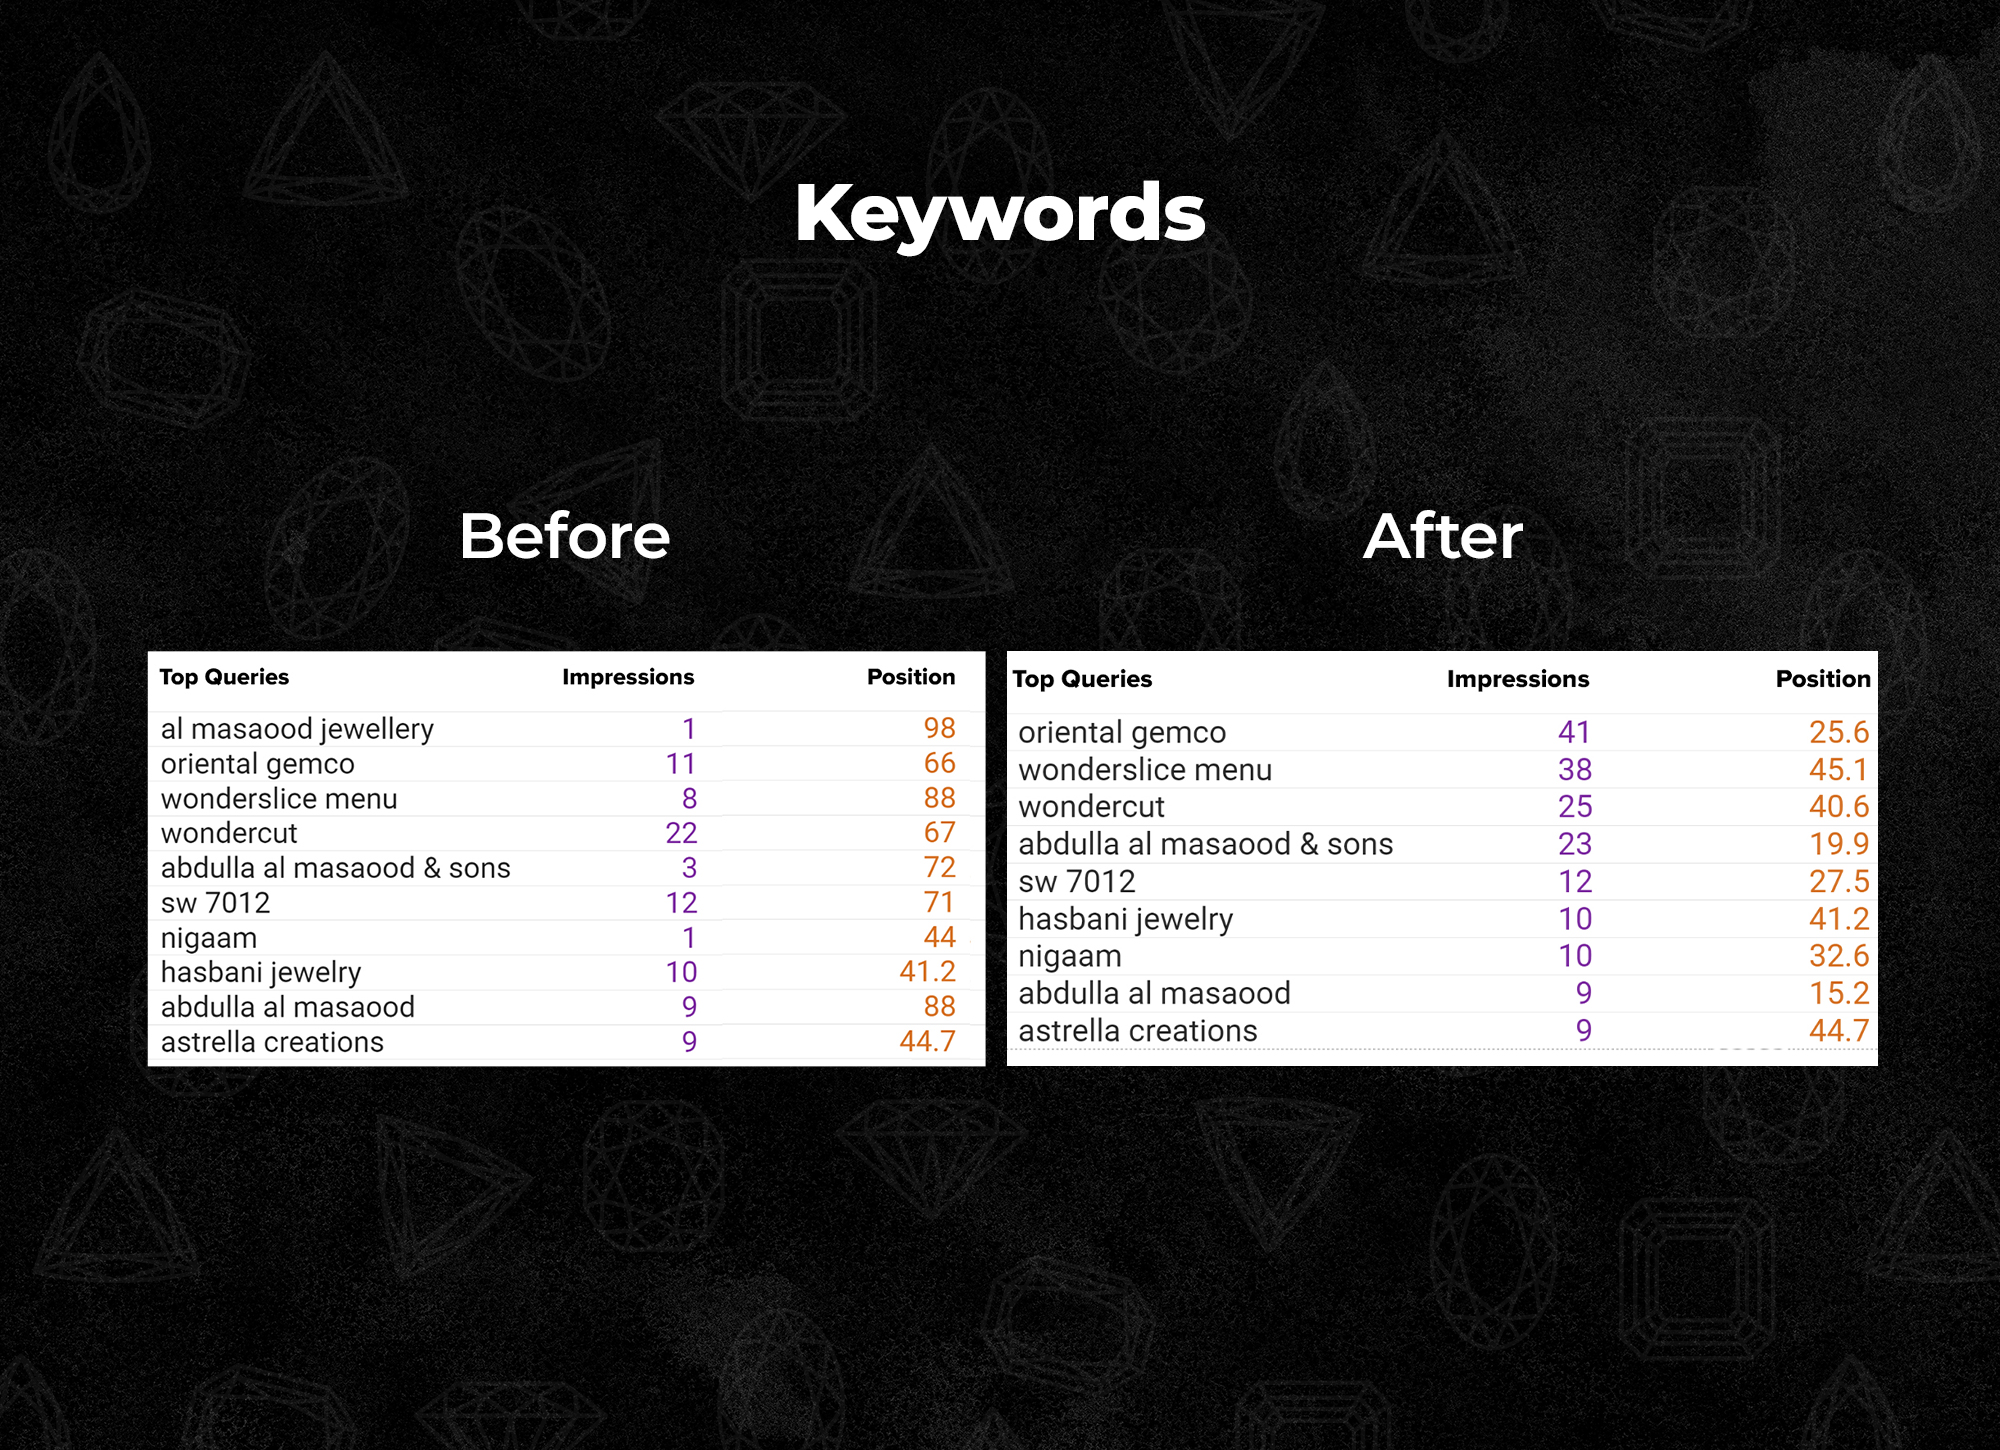 Keywords
Before
Top Queries Impressions Position
al masaood jewellery 1 98
oriental gemco 11 66
wonderslice menu 8 88
wondercut 22 67
abdulla al masaood & sons 3 72
sw 7012 12 71
nigaam 1 44
hasbani jewelry 10 41.2
abdulla al masaood 9 88
astrella creations 9 44.7
After
Top Queries Impressions Position
oriental gemco 41 25.6
wonderslice menu 38 45.1
wondercut 25 40.6
abdulla al masaood & sons 23 19.9
sw 7012 12 27.5
hasbani jewelry 10 41.2
nigaam 10 32.6
abdulla al masaood 9 15.2
astrella creations 9 44.7